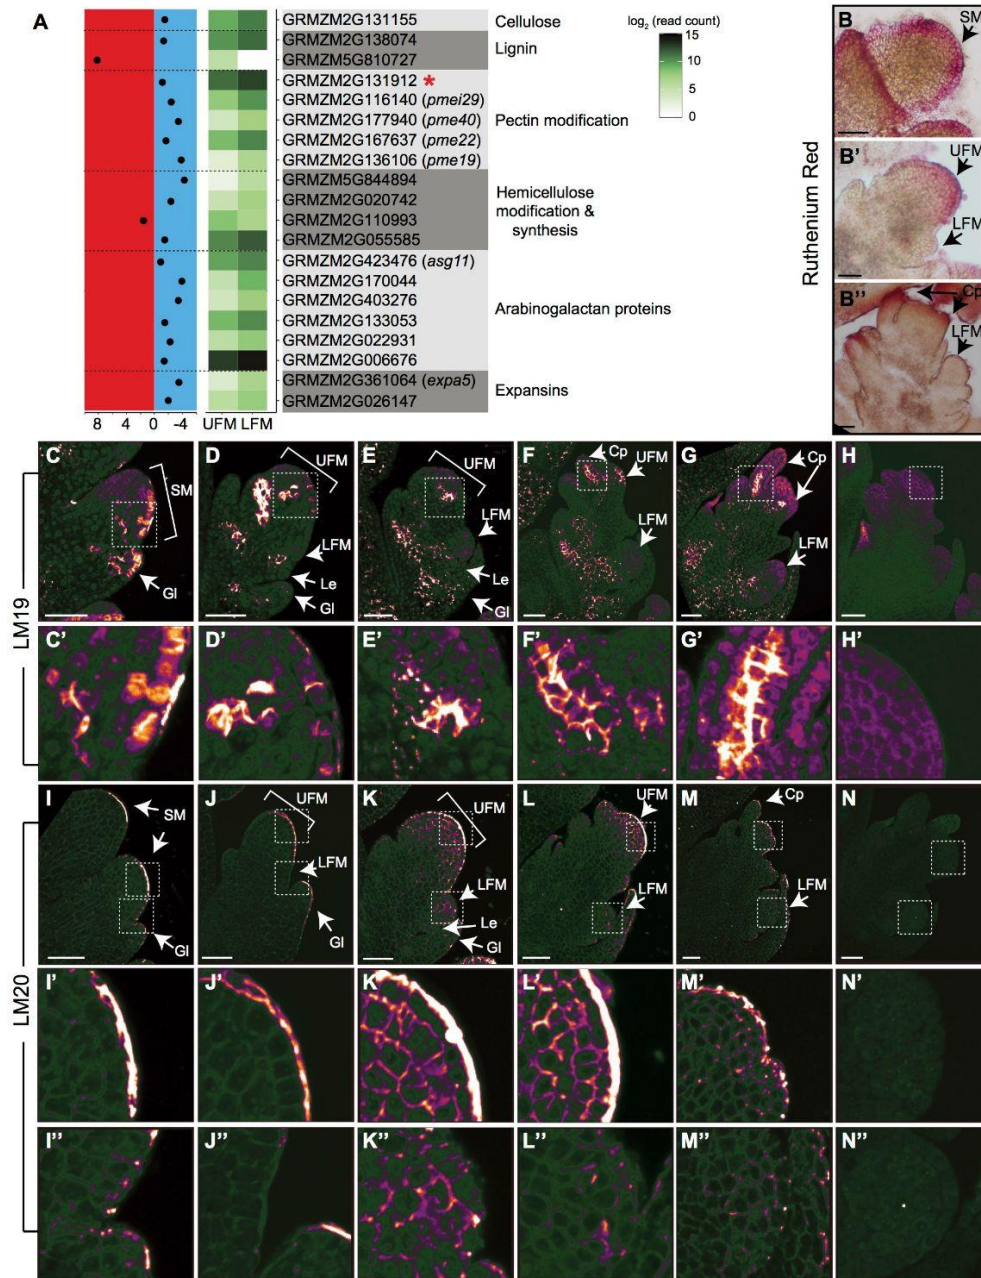 A
GRMZM2G131155
Cellulose
GRMZM2G138074
Lignin
GRMZM5G810727
GRMZM2G131912 *
GRMZM2G116140 (pmei29)
GRMZM2G177940 (pme40)
Pectin modification
GRMZM2G167637 (pme22)
GRMZM2G136106 (pme19)
GRMZM5G844894
GRMZM2G020742
Hemicellulose
modification &
synthesis
GRMZM2G110993
GRMZM2G055585
GRMZM2G423476 (asg11)
GRMZM2G170044
GRMZM2G403276
Arabinogalactan proteins
GRMZM2G133053
GRMZM2G022931
GRMZM2G006676
GRMZM2G361064 (expa5)
Expansins
GRMZM2G026147
8 4 0 -4
UFM LFM
log2 (read count)
15
10
5
0
Ruthenium Red
B
SM
B'
UFM
LFM
B''
Cp
LFM
LM19
C
SM
Gl
D
UFM
LFM
Le
Gl
E
UFM
LFM
Le
Gl
F
Cp
UFM
LFM
G
Cp
LFM
H
C'
D'
E'
F'
G'
H'
LM20
I
SM
Gl
J
UFM
LFM
Gl
K
UFM
LFM
Le
Gl
L
UFM
LFM
M
Cp
LFM
N
I'
J'
K'
L'
M'
N'
I''
J''
K''
L''
M''
N''